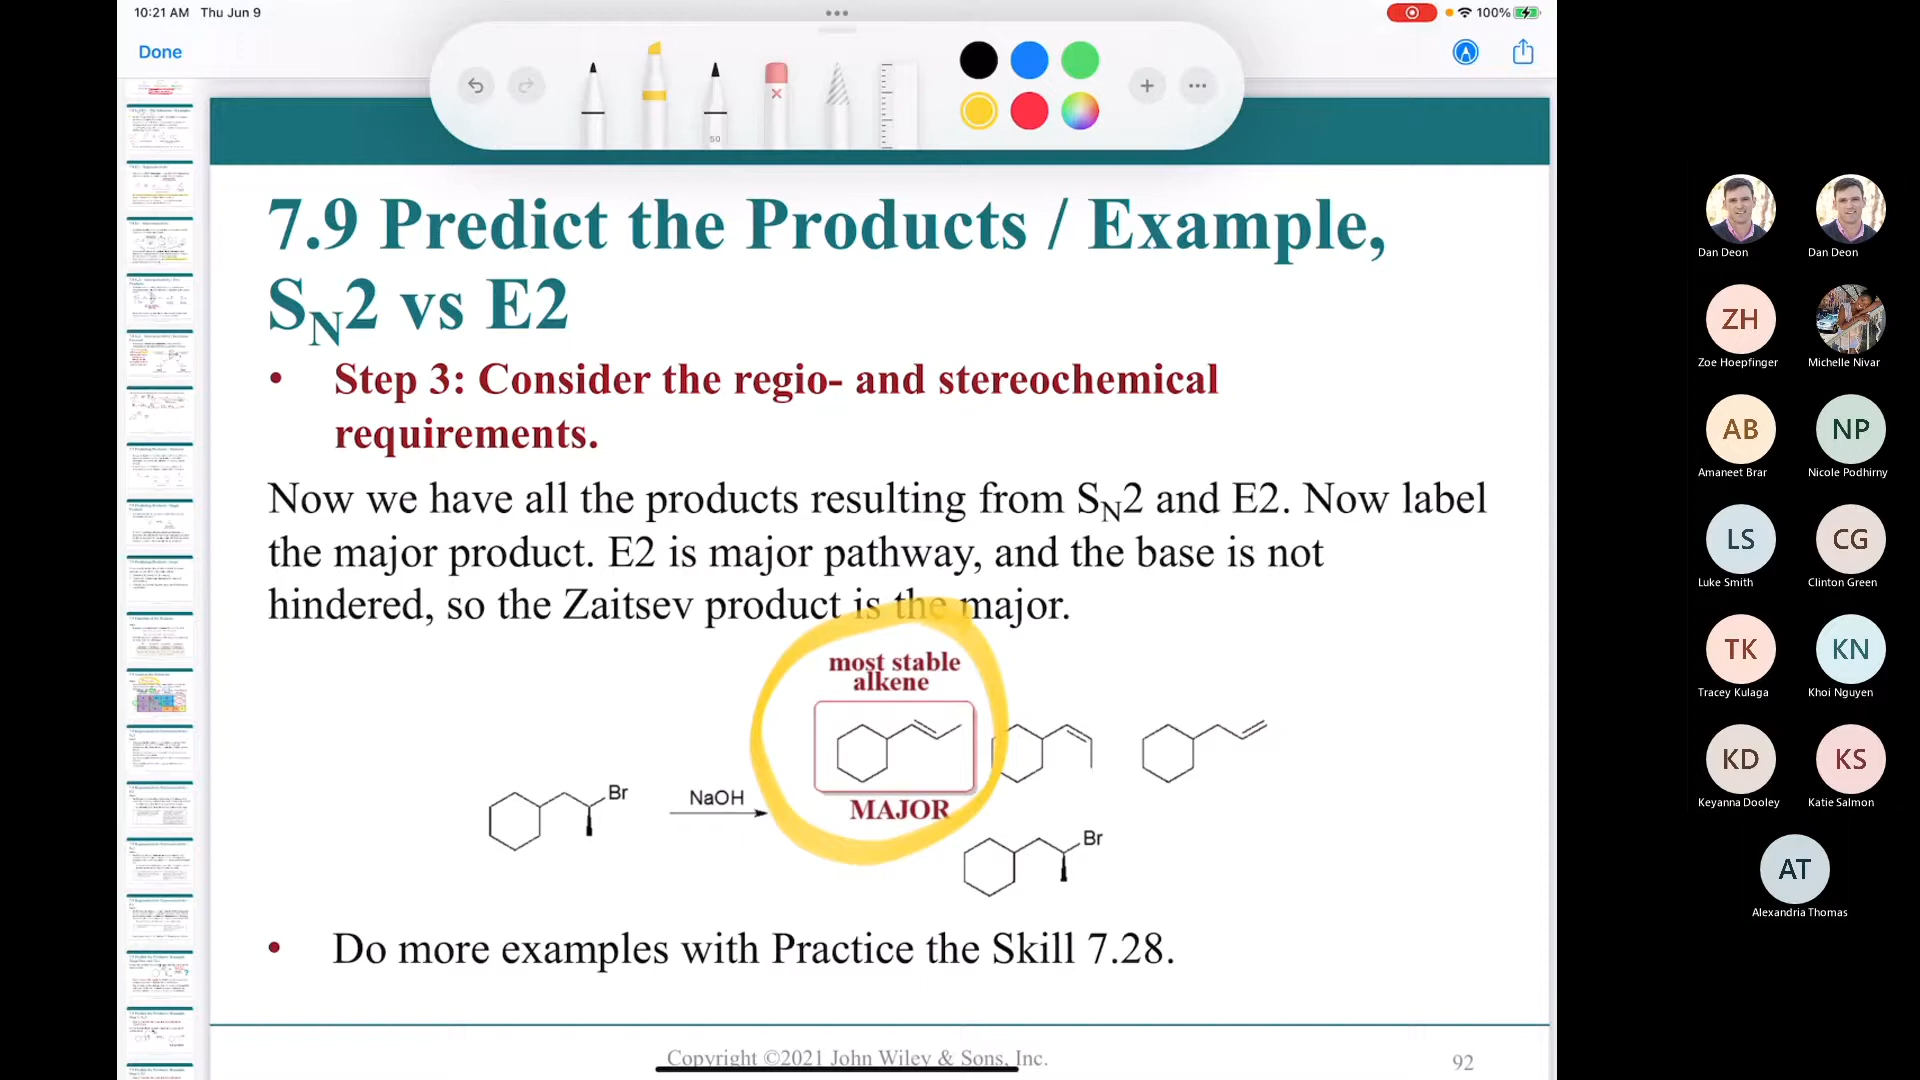 10:21 AM Thu Jun 9
100%
Done
50
7.9 Predict the Products / Example,
SN2 vs E2
• Step 3: Consider the regio- and stereochemical
requirements.
Now we have all the products resulting from SN2 and E2. Now label
the major product. E2 is major pathway, and the base is not
hindered, so the Zaitsev product is the major.
most stable
alkene
MAJOR
Br
NaOH
Br
• Do more examples with Practice the Skill 7.28.
Copyright ©2021 John Wiley & Sons, Inc.
92
Dan Deon
Dan Deon
ZH
Zoe Hoepfinger
Michelle Nivar
AB
Amaneet Brar
NP
Nicole Podhirny
LS
Luke Smith
CG
Clinton Green
TK
Tracey Kulaga
KN
Khoi Nguyen
KD
Keyanna Dooley
KS
Katie Salmon
AT
Alexandria Thomas